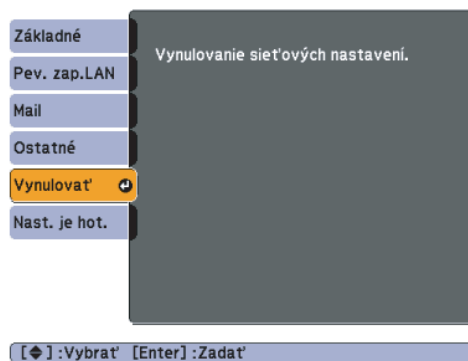 Základné
Pev. zap.LAN
Mail
Ostatné
Vynulovať
Nast. je hot.
Vynulovanie sieťových nastavení.
[◆] :Vybrať [Enter] :Zadať